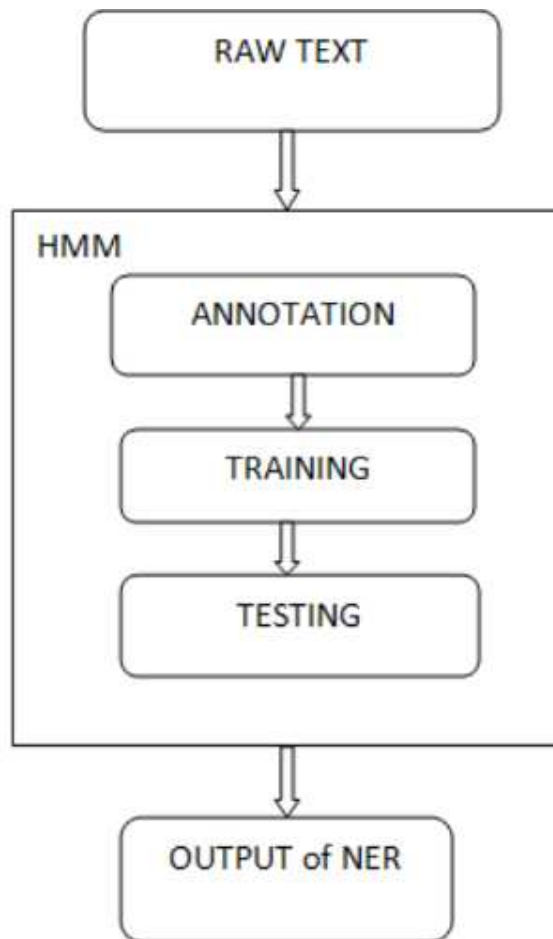 RAW TEXT
HMM
ANNOTATION
TRAINING
TESTING
OUTPUT of NER